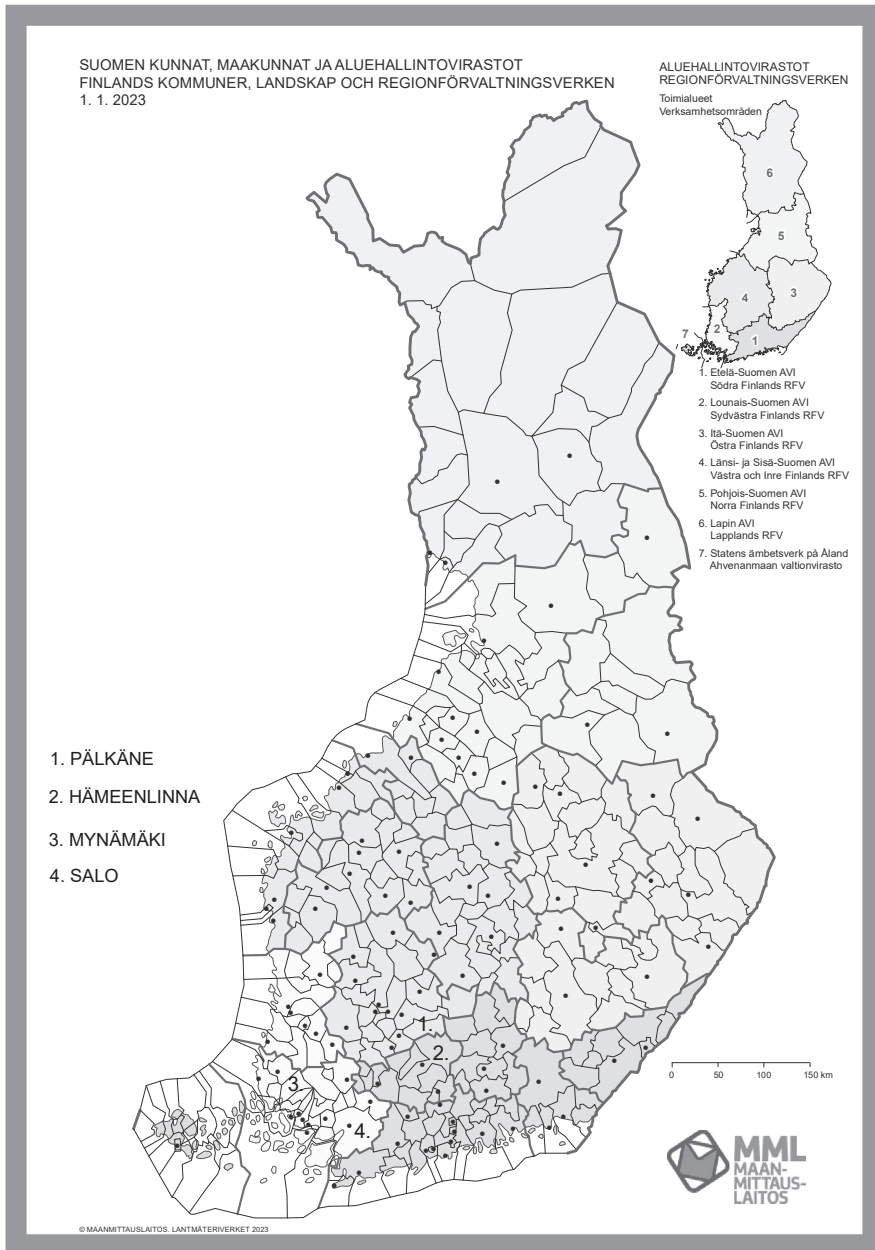 SUOMEN KUNNAT, MAAKUNNAT JA ALUEHALLINTOVIRASTOT
FINLANDS KOMMUNER, LANDSKAP OCH REGIONFÖRVALTNINGSVERKEN
1. 1. 2023
ALUEHALLINTOVIRASTOT
REGIONFÖRVALTNINGSVERKEN
Toimialueet
Verksamhetsområden
6
5
4
3
2
1
7
1. Etelä-Suomen AVI
Södra Finlands RFV
2. Lounais-Suomen AVI
Sydvästra Finlands RFV
3. Itä-Suomen AVI
Östra Finlands RFV
4. Länsi- ja Sisä-Suomen AVI
Västra och Inre Finlands RFV
5. Pohjois-Suomen AVI
Norra Finlands RFV
6. Lapin AVI
Lapplands RFV
7. Statens ämbetsverk på Åland
Ahvenanmaan valtionvirasto
1. PÄLKÄNE
2. HÄMEENLINNA
3. MYNÄMÄKI
4. SALO
1.
2.
3.
4.
0 50 100 150 km
MML
MAAN-
MITTAUS-
LAITOS
© MAANMITTAUSLAITOS. LANTMÄTERIVERKET 2023